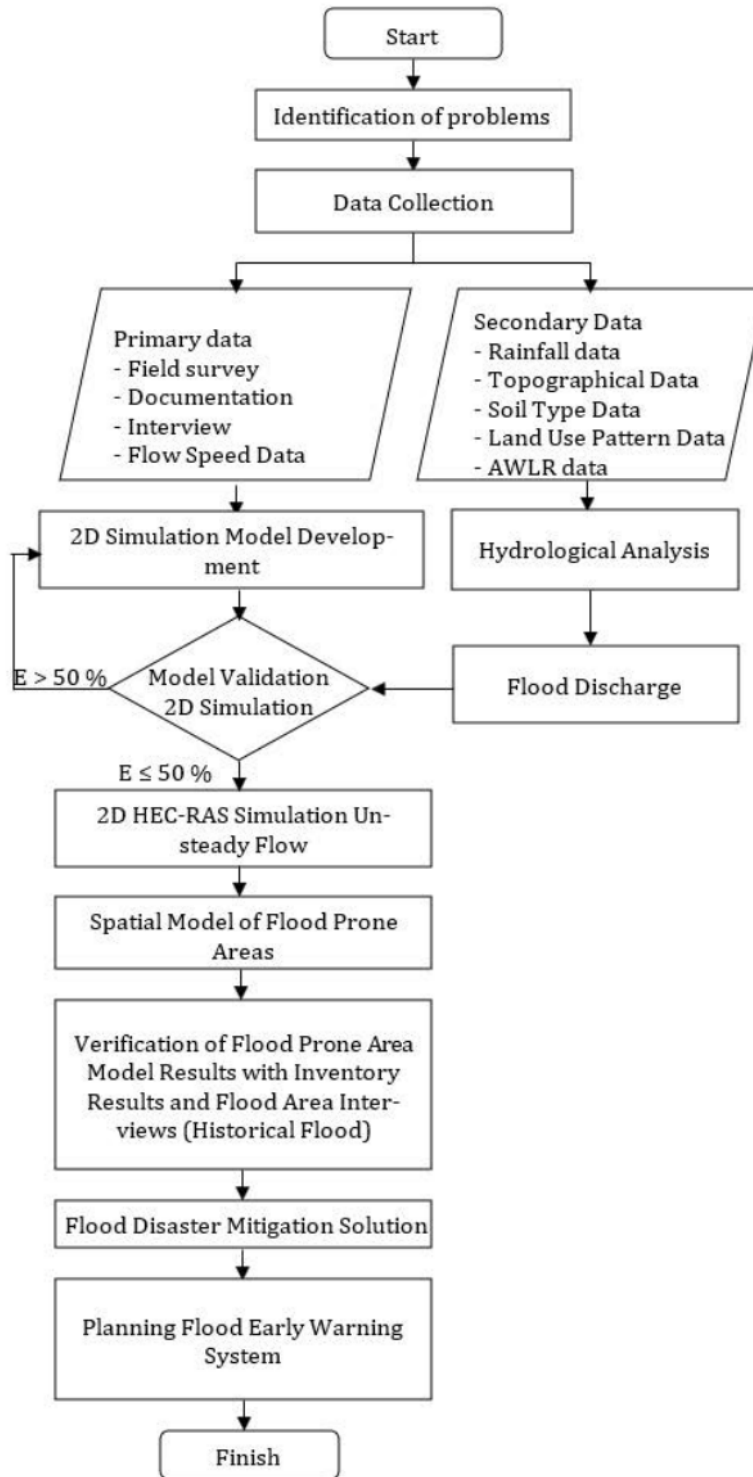 Start
Identification of problems
Data Collection
Primary data
- Field survey
- Documentation
- Interview
- Flow Speed Data
Secondary Data
- Rainfall data
- Topographical Data
- Soil Type Data
- Land Use Pattern Data
- AWLR data
2D Simulation Model Develop-
ment
Hydrological Analysis
E > 50 %
Model Validation
2D Simulation
Flood Discharge
E ≤ 50 %
2D HEC-RAS Simulation Un-
steady Flow
Spatial Model of Flood Prone
Areas
Verification of Flood Prone Area
Model Results with Inventory
Results and Flood Area Inter-
views (Historical Flood)
Flood Disaster Mitigation Solution
Planning Flood Early Warning
System
Finish